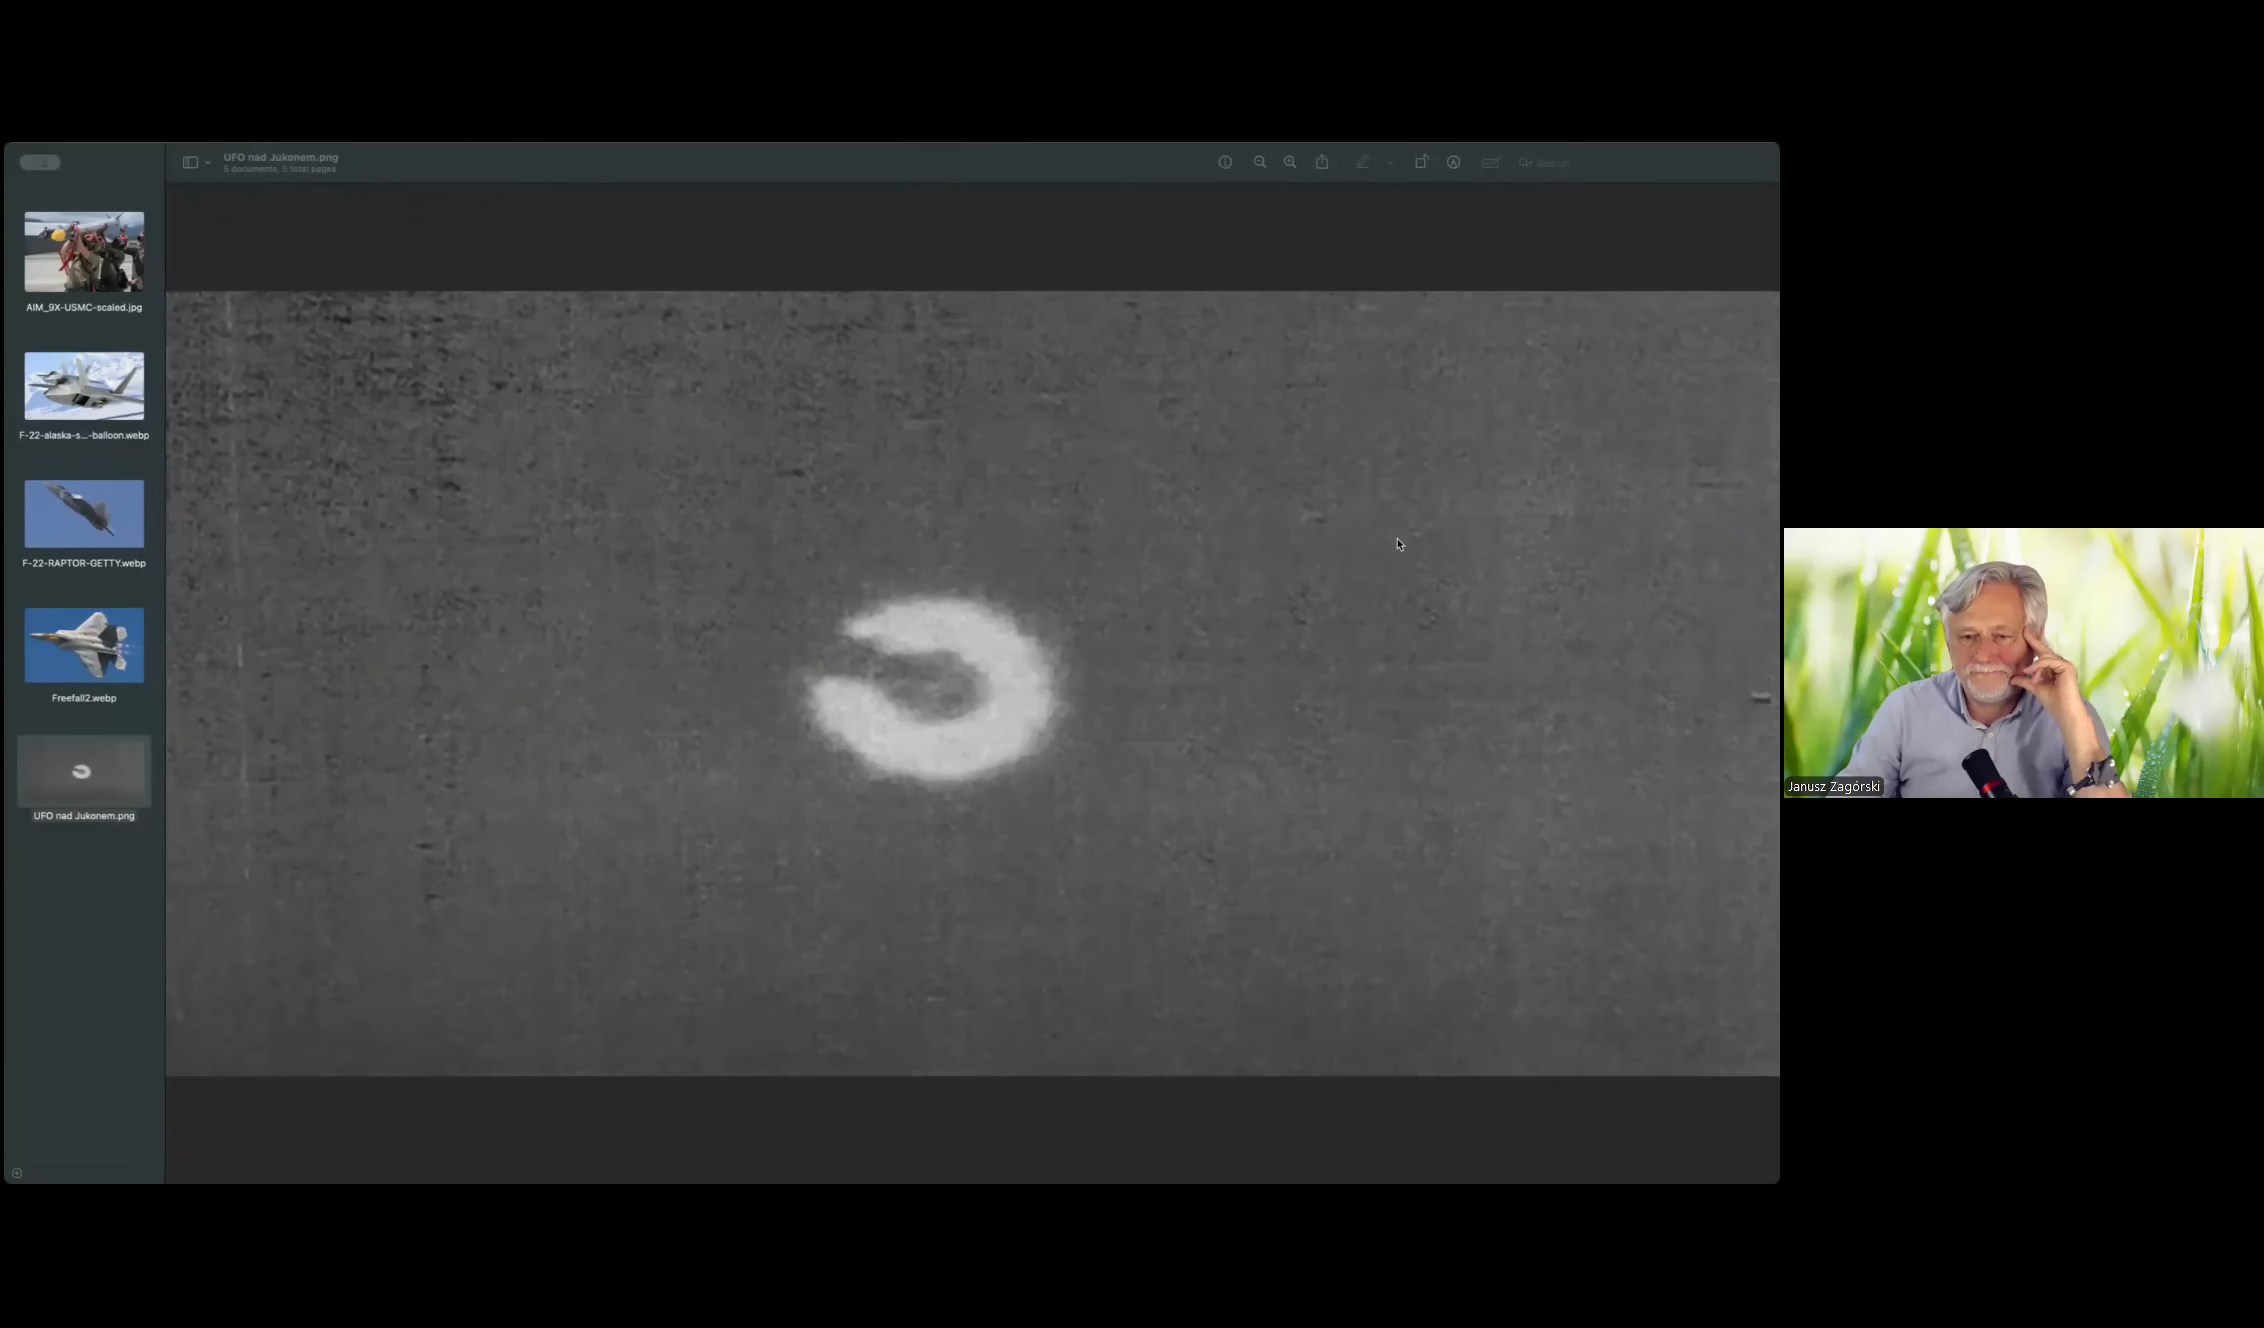 UFO nad Jukonem.png
5 documents, 5 total pages
Search
AIM_9X-USMC-scaled.jpg
F-22-alaska-s...-balloon.webp
F-22-RAPTOR-GETTY.webp
Freefall2.webp
UFO nad Jukonem.png
Janusz Zagórski